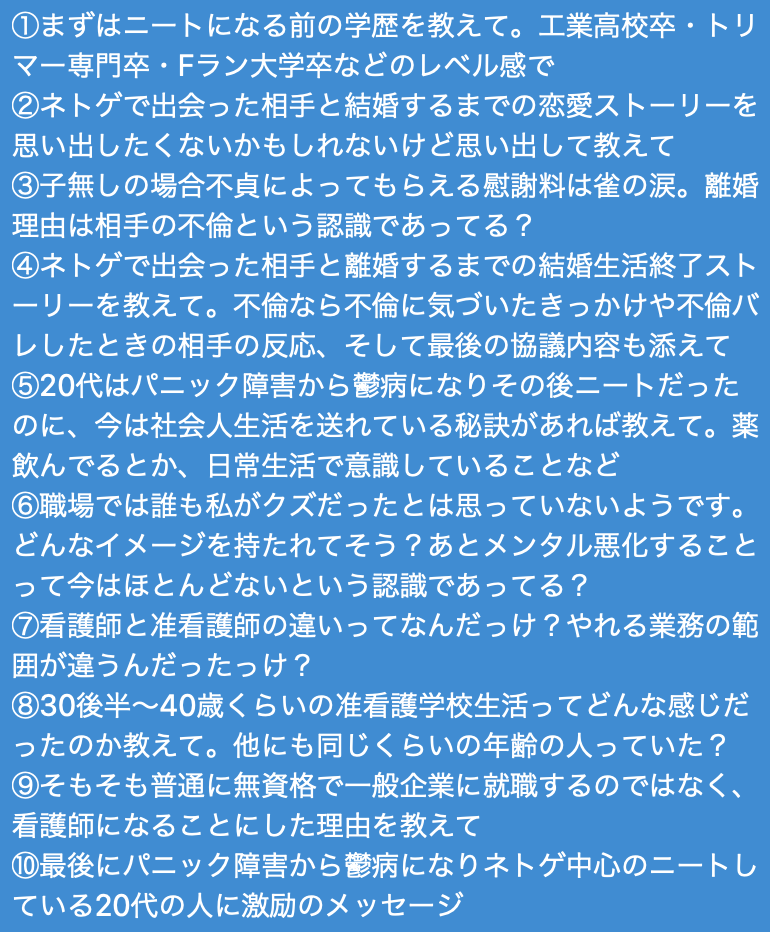 ①まずはニートになる前の学歴を教えて。工業高校卒・トリ
マー専門卒・Fラン大学卒などのレベル感で
②ネトゲで出会った相手と結婚するまでの恋愛ストーリーを
思い出したくないかもしれないけど思い出して教えて
③子無しの場合不貞によってもらえる慰謝料は雀の涙。離婚
理由は相手の不倫という認識であってる？
④ネトゲで出会った相手と離婚するまでの結婚生活終了スト
ーリーを教えて。不倫なら不倫に気づいたきっかけや不倫バ
レしたときの相手の反応、そして最後の協議内容も添えて
⑤20代はパニック障害から鬱病になりその後ニートだった
のに、今は社会人生活を送れている秘訣があれば教えて。薬
飲んでるとか、日常生活で意識していることなど
⑥職場では誰も私がクズだったとは思っていないようです。
どんなイメージを持たれてそう？あとメンタル悪化すること
って今はほとんどないという認識であってる？
⑦看護師と准看護師の違いってなんだっけ？やれる業務の範
囲が違うんだったっけ？
⑧30後半〜40歳くらいの准看護学校生活ってどんな感じだ
ったのか教えて。他にも同じくらいの年齢の人っていた？
⑨そもそも普通に無資格で一般企業に就職するのではなく、
看護師になることにした理由を教えて
⑩最後にパニック障害から鬱病になりネトゲ中心のニートし
ている20代の人に激励のメッセージ